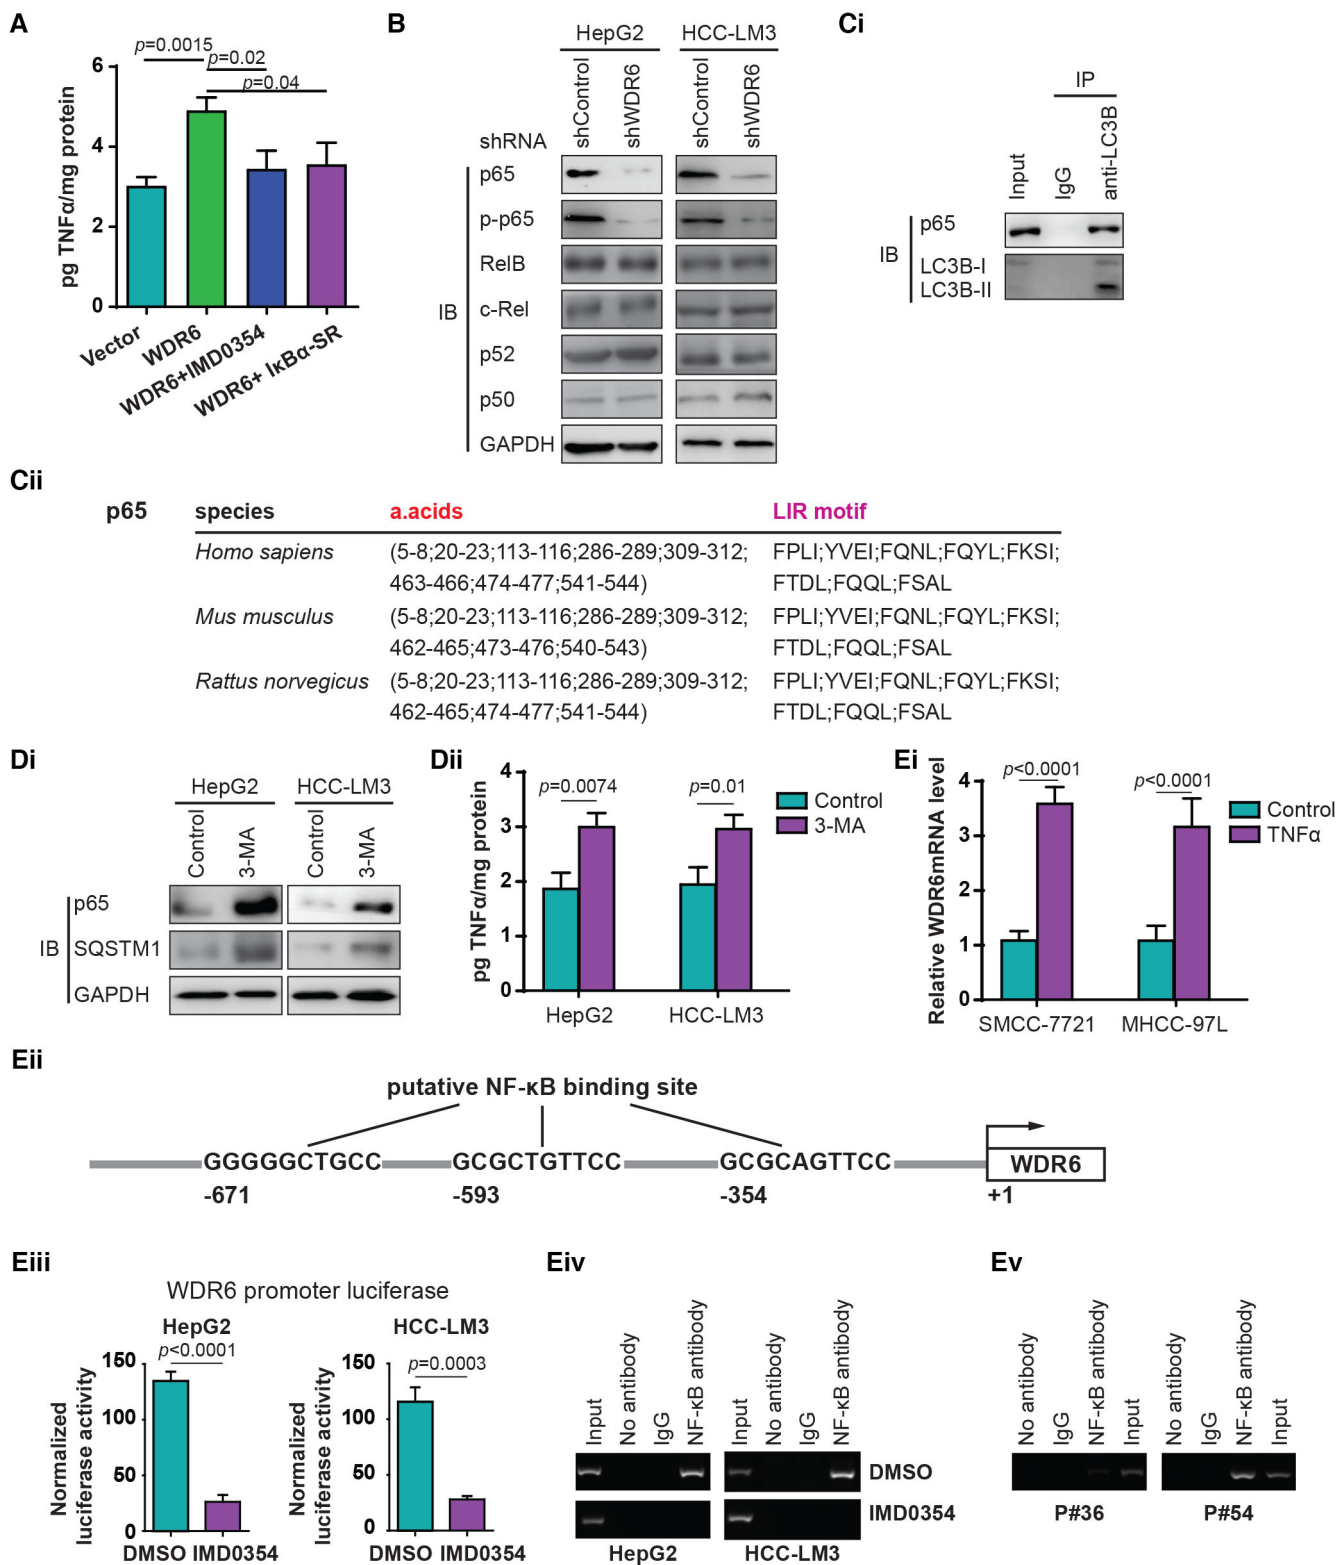 A
p=0.0015
p=0.02
p=0.04
pg TNFα/mg protein
6
4
2
0
Vector
WDR6
WDR6+IMD0354
WDR6+ IκBα-SR
B
HepG2 HCC-LM3
shRNA shControl shWDR6 shControl shWDR6
IB
p65
p-p65
RelB
c-Rel
p52
p50
GAPDH
Ci
IP
Input IgG anti-LC3B
IB
p65
LC3B-I
LC3B-II
Cii
p65 species a.acids LIR motif
Homo sapiens (5-8;20-23;113-116;286-289;309-312; FPLI;YVEI;FQNL;FQYL;FKSI;
463-466;474-477;541-544) FTDL;FQQL;FSAL
Mus musculus (5-8;20-23;113-116;286-289;309-312; FPLI;YVEI;FQNL;FQYL;FKSI;
462-465;473-476;540-543) FTDL;FQQL;FSAL
Rattus norvegicus (5-8;20-23;113-116;286-289;309-312; FPLI;YVEI;FQNL;FQYL;FKSI;
462-465;474-477;541-544) FTDL;FQQL;FSAL
Di
HepG2 HCC-LM3
Control 3-MA Control 3-MA
IB
p65
SQSTM1
GAPDH
Dii
pg TNFα/mg protein
4
3
2
1
0
p=0.0074 p=0.01
Control
3-MA
HepG2 HCC-LM3
Ei
Relative WDR6mRNA level
4
3
2
1
0
p<0.0001 p<0.0001
Control
TNFα
SMCC-7721 MHCC-97L
Eii
putative NF-κB binding site
GGGGGCTGCC GCGCTGTTCC GCGCAGTTCC WDR6
-671 -593 -354 +1
Eiii
WDR6 promoter luciferase
HepG2
p<0.0001
Normalized
luciferase activity
150
100
50
0
DMSO IMD0354
HCC-LM3
p=0.0003
Normalized
luciferase activity
150
100
50
0
DMSO IMD0354
Eiv
Input No antibody IgG NF-κB antibody Input No antibody IgG NF-κB antibody
DMSO
IMD0354
HepG2 HCC-LM3
Ev
No antibody IgG NF-κB antibody Input No antibody IgG NF-κB antibody Input
P#36 P#54